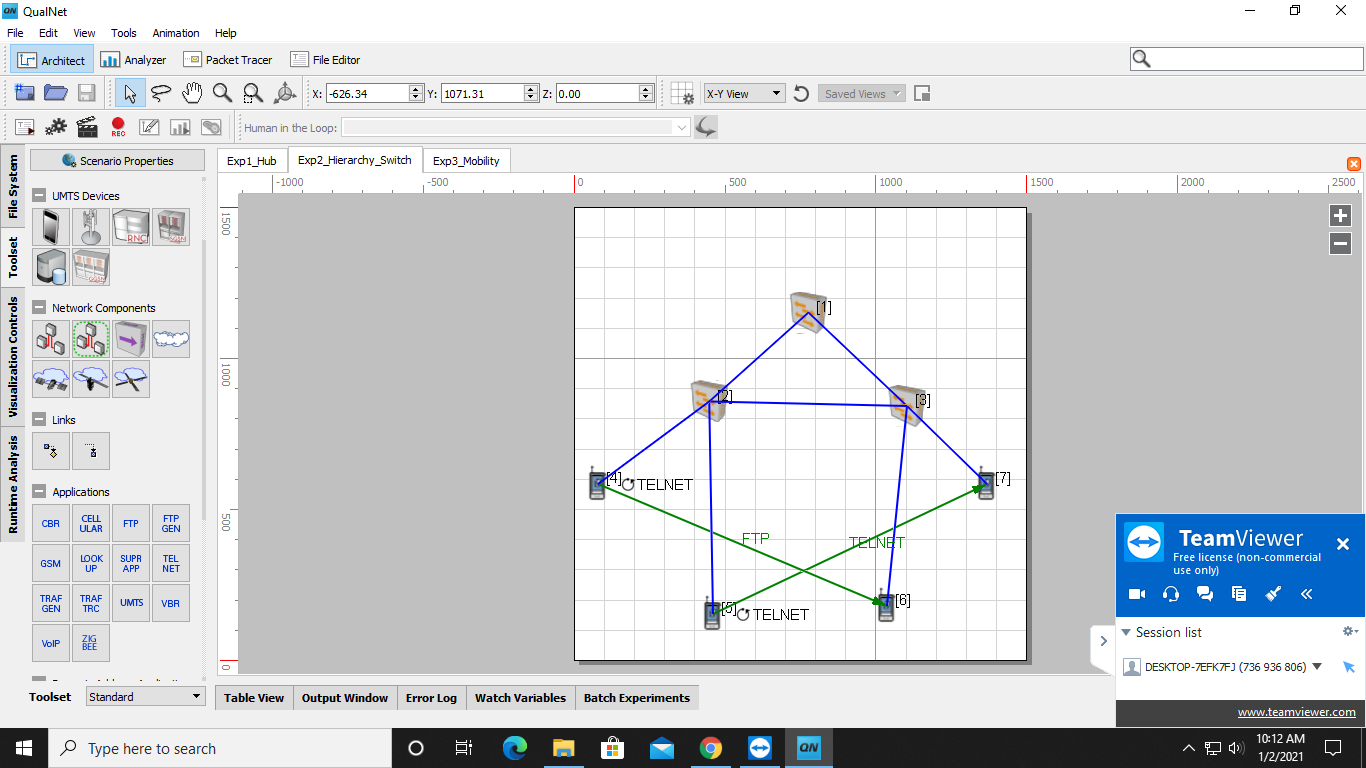 QN QualNet
File Edit View Tools Animation Help
Architect Analyzer Packet Tracer File Editor
X: -626.34 Y: 1071.31 Z: 0.00 X-Y View Saved Views
REC Human in the Loop:
File System
Toolset
Visualization Controls
Runtime Analysis
Scenario Properties
UMTS Devices
RNC
Network Components
Links
Applications
CBR CELL ULAR FTP FTP GEN
GSM LOOK UP SUPR APP TEL NET
TRAF GEN TRAF TRC UMTS VBR
VoIP ZIG BEE
Toolset Standard
Exp1_Hub Exp2_Hierarchy_Switch Exp3_Mobility
-1000 -500 0 500 1000 1500 2000 2500
1500
1000
500
0
[1]
[2] [3]
[4] TELNET [7]
FTP TELNET
[5] TELNET [6]
Table View Output Window Error Log Watch Variables Batch Experiments
TeamViewer
Free license (non-commercial
use only)
Session list
DESKTOP-7EFK7FJ (736 936 806)
www.teamviewer.com
Type here to search
QN
10:12 AM
1/2/2021